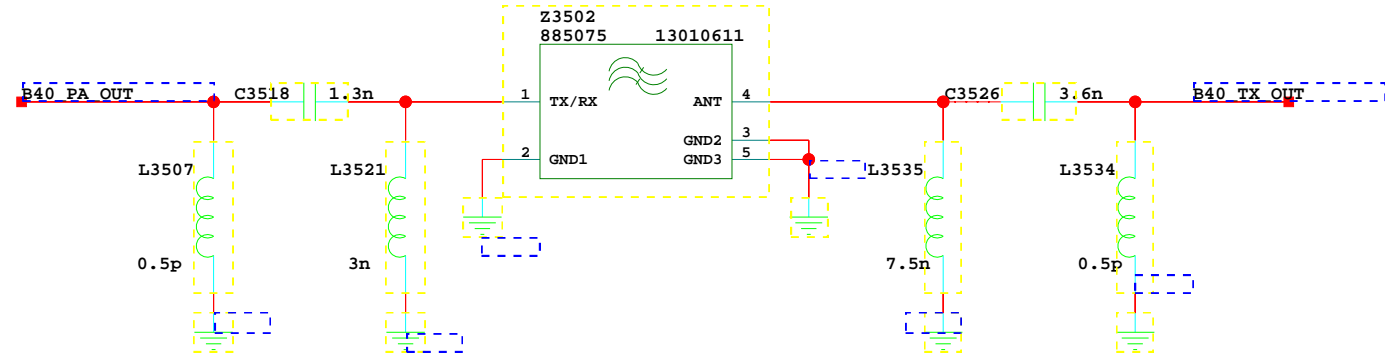 Z3502
885075 13010611
B40_PA_OUT C3518 1.3n 1 TX/RX ANT 4 C3526 3.6n B40_TX_OUT
GND2 3
2 GND1 GND3 5
L3507 L3521 L3535 L3534
0.5p 3n 7.5n 0.5p